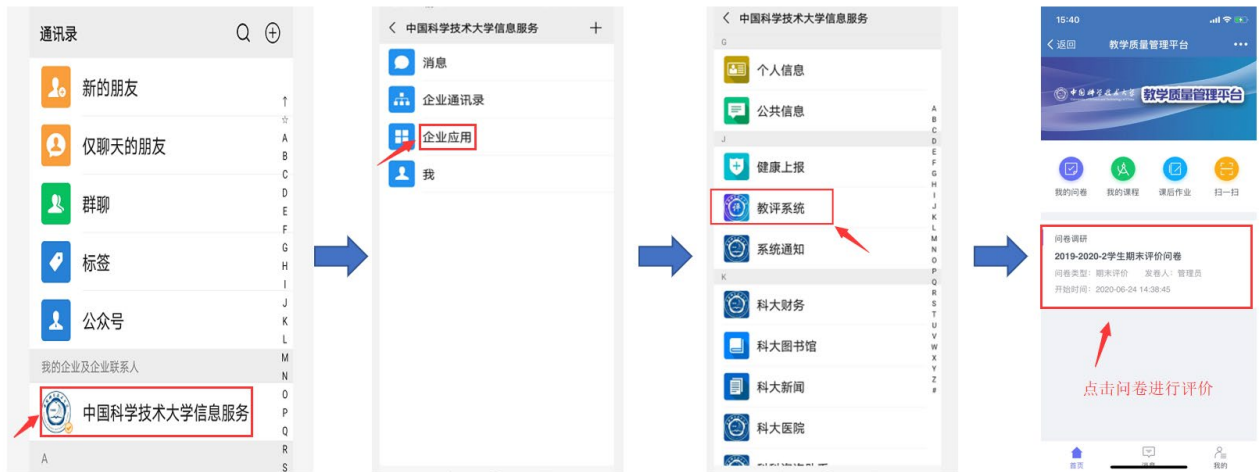 通讯录
新的朋友
仅聊天的朋友
群聊
标签
公众号
我的企业及企业联系人
中国科学技术大学信息服务
A
↑
☆
A
B
C
D
E
F
G
H
I
J
K
L
M
N
O
P
Q
R
S
中国科学技术大学信息服务
消息
企业通讯录
企业应用
我
中国科学技术大学信息服务
G
个人信息
公共信息
J
健康上报
教评系统
系统通知
K
科大财务
科大图书馆
科大新闻
科大医院
A
B
C
D
E
F
G
H
I
J
K
L
M
N
O
P
Q
R
S
T
U
V
W
X
Y
Z
#
15:40
返回 教学质量管理平台
中国科学技术大学 教学质量管理平台
我的问卷 我的课程 课后作业 扫一扫
问卷调研
2019-2020-2学生期末评价问卷
问卷类型：期末评价 发卷人：管理员
开始时间：2020-06-24 14:38:45
点击问卷进行评价
首页 我的